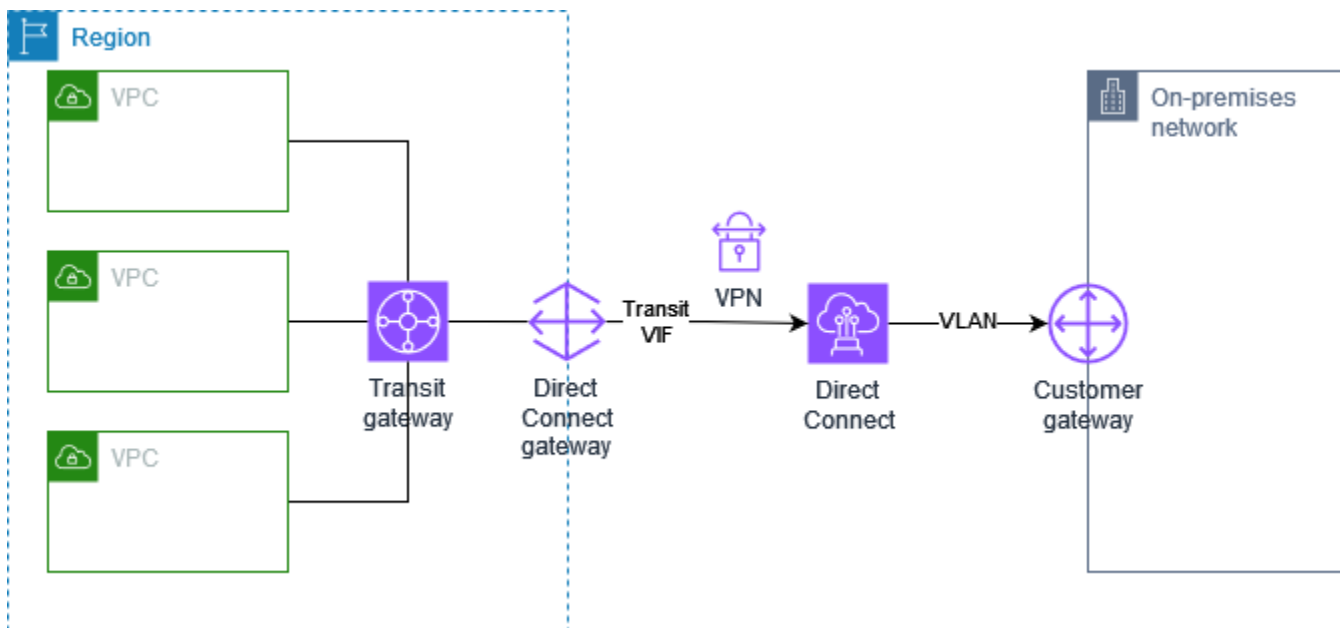 Region
VPC
On-premises
network
VPC
Transit
VIF
VPN
VLAN
Transit
gateway
Direct
Connect
gateway
Direct
Connect
Customer
gateway
VPC